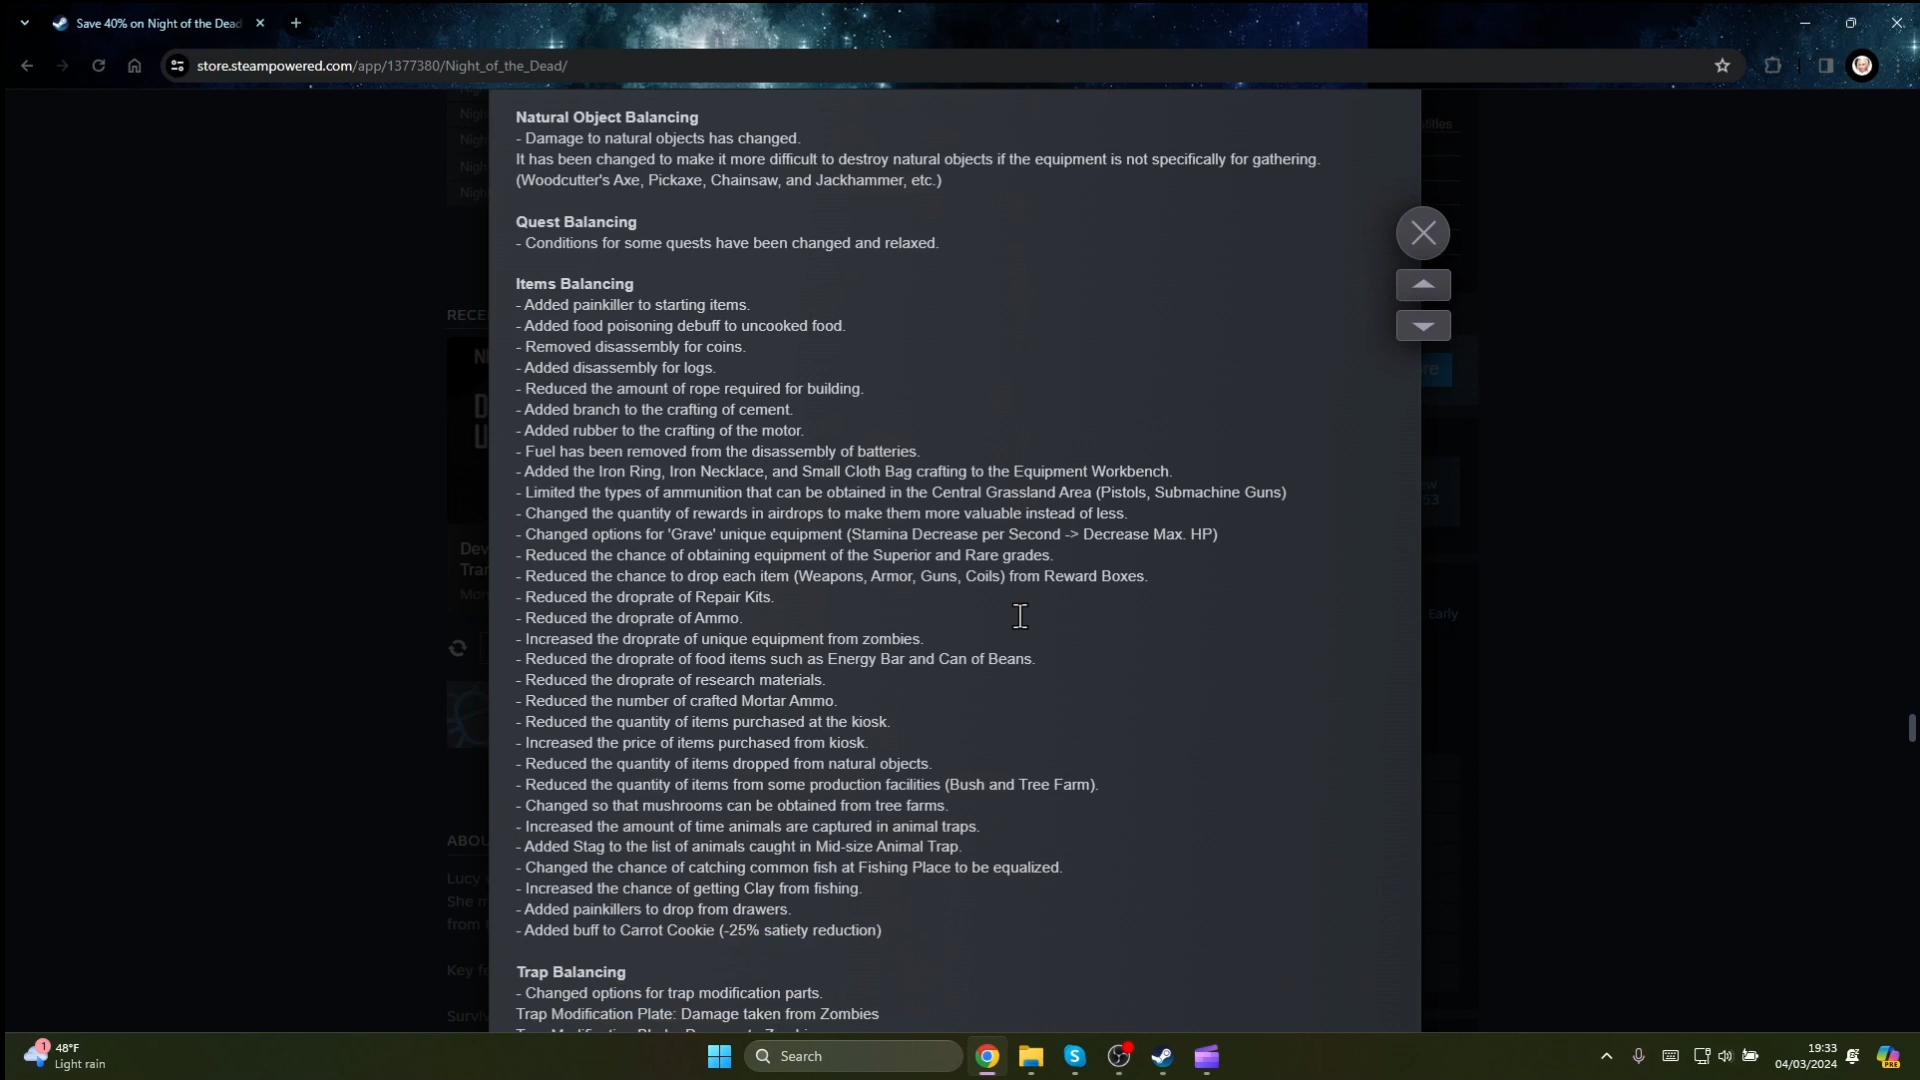 Save 40% on Night of the Dead
store.steampowered.com/app/1377380/Night_of_the_Dead/
Natural Object Balancing
- Damage to natural objects has changed.
It has been changed to make it more difficult to destroy natural objects if the equipment is not specifically for gathering.
(Woodcutter's Axe, Pickaxe, Chainsaw, and Jackhammer, etc.)
Quest Balancing
- Conditions for some quests have been changed and relaxed.
Items Balancing
- Added painkiller to starting items.
- Added food poisoning debuff to uncooked food.
- Removed disassembly for coins.
- Added disassembly for logs.
- Reduced the amount of rope required for building.
- Added branch to the crafting of cement.
- Added rubber to the crafting of the motor.
- Fuel has been removed from the disassembly of batteries.
- Added the Iron Ring, Iron Necklace, and Small Cloth Bag crafting to the Equipment Workbench.
- Limited the types of ammunition that can be obtained in the Central Grassland Area (Pistols, Submachine Guns)
- Changed the quantity of rewards in airdrops to make them more valuable instead of less.
- Changed options for 'Grave' unique equipment (Stamina Decrease per Second -> Decrease Max. HP)
- Reduced the chance of obtaining equipment of the Superior and Rare grades.
- Reduced the chance to drop each item (Weapons, Armor, Guns, Coils) from Reward Boxes.
- Reduced the droprate of Repair Kits.
- Reduced the droprate of Ammo.
- Increased the droprate of unique equipment from zombies.
- Reduced the droprate of food items such as Energy Bar and Can of Beans.
- Reduced the droprate of research materials.
- Reduced the number of crafted Mortar Ammo.
- Reduced the quantity of items purchased at the kiosk.
- Increased the price of items purchased from kiosk.
- Reduced the quantity of items dropped from natural objects.
- Reduced the quantity of items from some production facilities (Bush and Tree Farm).
- Changed so that mushrooms can be obtained from tree farms.
- Increased the amount of time animals are captured in animal traps.
- Added Stag to the list of animals caught in Mid-size Animal Trap.
- Changed the chance of catching common fish at Fishing Place to be equalized.
- Increased the chance of getting Clay from fishing.
- Added painkillers to drop from drawers.
- Added buff to Carrot Cookie (-25% satiety reduction)
Trap Balancing
- Changed options for trap modification parts.
Trap Modification Plate: Damage taken from Zombies
Early
Lucy
Key
1
48°F
Light rain
Search
19:33
04/03/2024
PRE